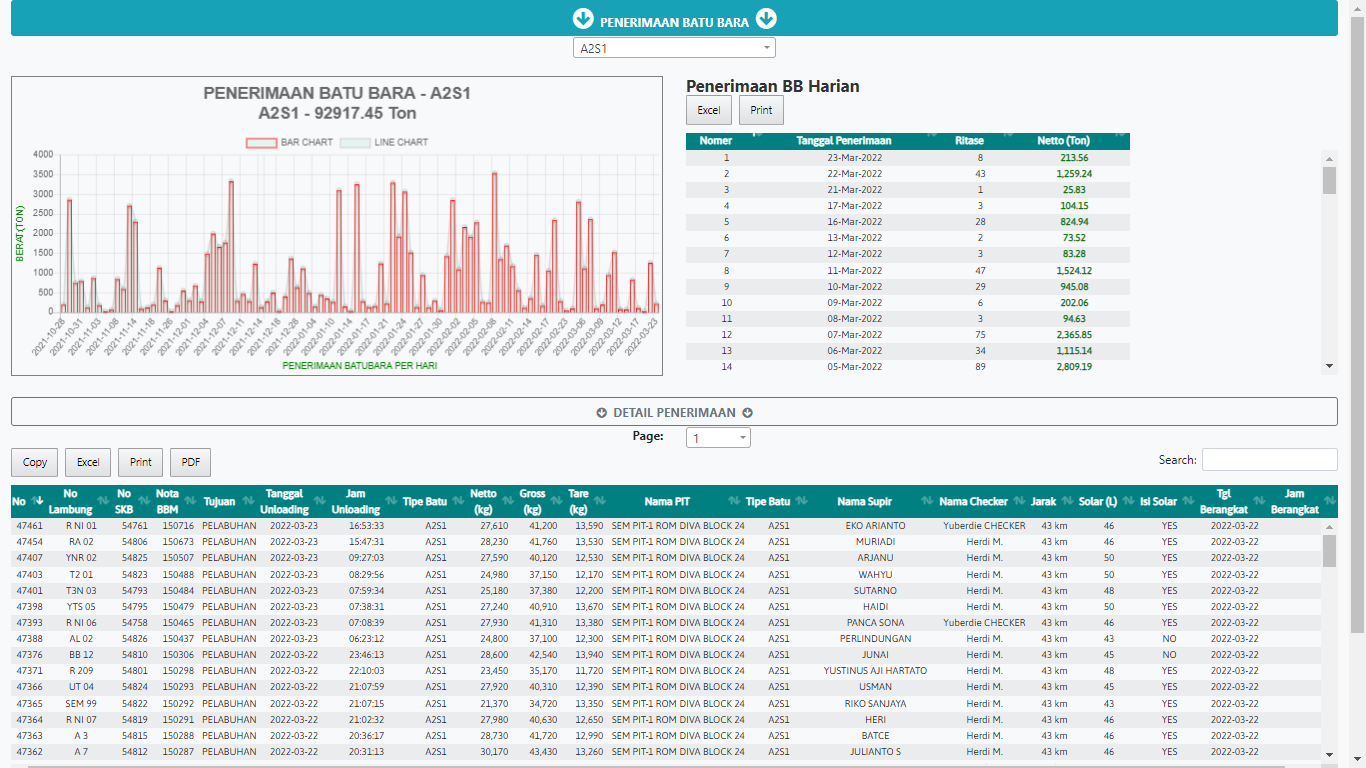 PENERIMAAN BATU BARA
A2S1
PENERIMAAN BATU BARA - A2S1
A2S1 - 92917.45 Ton
BAR CHART LINE CHART
4000
3500
3000
2500
2000
1500
1000
500
0
BERAT (TON)
2021-10-28 2021-10-31 2021-11-03 2021-11-08 2021-11-14 2021-11-18 2021-11-26 2021-12-01 2021-12-04 2021-12-07 2021-12-11 2021-12-14 2021-12-18 2021-12-28 2022-01-04 2022-01-10 2022-01-14 2022-01-17 2022-01-21 2022-01-24 2022-01-27 2022-01-30 2022-02-02 2022-02-05 2022-02-08 2022-02-11 2022-02-14 2022-02-17 2022-02-23 2022-03-06 2022-03-09 2022-03-12 2022-03-17 2022-03-23
PENERIMAAN BATUBARA PER HARI
Penerimaan BB Harian
Excel Print
Nomer Tanggal Penerimaan Ritase Netto (Ton)
1 23-Mar-2022 8 213.56
2 22-Mar-2022 43 1,259.24
3 21-Mar-2022 1 25.83
4 17-Mar-2022 3 104.15
5 16-Mar-2022 28 824.94
6 13-Mar-2022 2 73.52
7 12-Mar-2022 3 83.28
8 11-Mar-2022 47 1,524.12
9 10-Mar-2022 29 945.08
10 09-Mar-2022 6 202.06
11 08-Mar-2022 3 94.63
12 07-Mar-2022 75 2,365.85
13 06-Mar-2022 34 1,115.14
14 05-Mar-2022 89 2,809.19
DETAIL PENERIMAAN
Page: 1
Copy Excel Print PDF Search:
No No Lambung No SKB Nota BBM Tujuan Tanggal Unloading Jam Unloading Tipe Batu Netto (kg) Gross (kg) Tare (kg) Nama PIT Tipe Batu Nama Supir Nama Checker Jarak Solar (L) Isi Solar Tgl Berangkat Jam Berangkat
47461 R NI 01 54761 150716 PELABUHAN 2022-03-23 16:53:33 A2S1 27,610 41,200 13,590 SEM PIT-1 ROM DIVA BLOCK 24 A2S1 EKO ARIANTO Yuberdie CHECKER 43 km 46 YES 2022-03-22
47454 RA 02 54806 150673 PELABUHAN 2022-03-23 15:47:31 A2S1 28,230 41,760 13,530 SEM PIT-1 ROM DIVA BLOCK 24 A2S1 MURIADI Herdi M. 43 km 46 YES 2022-03-22
47407 YNR 02 54825 150507 PELABUHAN 2022-03-23 09:27:03 A2S1 27,590 40,120 12,530 SEM PIT-1 ROM DIVA BLOCK 24 A2S1 ARJANU Herdi M. 43 km 50 YES 2022-03-22
47403 T2 01 54823 150488 PELABUHAN 2022-03-23 08:29:56 A2S1 24,980 37,150 12,170 SEM PIT-1 ROM DIVA BLOCK 24 A2S1 WAHYU Herdi M. 43 km 50 YES 2022-03-22
47401 T3N 03 54793 150484 PELABUHAN 2022-03-23 07:59:34 A2S1 25,180 37,380 12,200 SEM PIT-1 ROM DIVA BLOCK 24 A2S1 SUTARNO Herdi M. 43 km 48 YES 2022-03-22
47398 YTS 05 54795 150479 PELABUHAN 2022-03-23 07:38:31 A2S1 27,240 40,910 13,670 SEM PIT-1 ROM DIVA BLOCK 24 A2S1 HAIDI Herdi M. 43 km 50 YES 2022-03-22
47393 R NI 06 54758 150465 PELABUHAN 2022-03-23 07:08:39 A2S1 27,930 41,310 13,380 SEM PIT-1 ROM DIVA BLOCK 24 A2S1 PANCA SONA Yuberdie CHECKER 43 km 46 YES 2022-03-22
47388 AL 02 54826 150437 PELABUHAN 2022-03-23 06:23:12 A2S1 24,800 37,100 12,300 SEM PIT-1 ROM DIVA BLOCK 24 A2S1 PERLINDUNGAN Herdi M. 43 km 43 NO 2022-03-22
47376 BB 12 54810 150306 PELABUHAN 2022-03-22 23:46:13 A2S1 28,600 42,540 13,940 SEM PIT-1 ROM DIVA BLOCK 24 A2S1 JUNAI Herdi M. 43 km 45 NO 2022-03-22
47371 R 209 54801 150298 PELABUHAN 2022-03-22 22:10:03 A2S1 23,450 35,170 11,720 SEM PIT-1 ROM DIVA BLOCK 24 A2S1 YUSTINUS AJI HARTATO Herdi M. 43 km 48 YES 2022-03-22
47366 UT 04 54824 150293 PELABUHAN 2022-03-22 21:07:59 A2S1 27,920 40,310 12,390 SEM PIT-1 ROM DIVA BLOCK 24 A2S1 USMAN Herdi M. 43 km 45 YES 2022-03-22
47365 SEM 99 54822 150292 PELABUHAN 2022-03-22 21:07:15 A2S1 21,370 34,720 13,350 SEM PIT-1 ROM DIVA BLOCK 24 A2S1 RIKO SANJAYA Herdi M. 43 km 43 YES 2022-03-22
47364 R NI 07 54819 150291 PELABUHAN 2022-03-22 21:02:32 A2S1 27,980 40,630 12,650 SEM PIT-1 ROM DIVA BLOCK 24 A2S1 HERI Herdi M. 43 km 46 YES 2022-03-22
47363 A 3 54815 150288 PELABUHAN 2022-03-22 20:36:17 A2S1 28,730 41,720 12,990 SEM PIT-1 ROM DIVA BLOCK 24 A2S1 BATCE Herdi M. 43 km 46 YES 2022-03-22
47362 A 7 54812 150287 PELABUHAN 2022-03-22 20:31:13 A2S1 30,170 43,430 13,260 SEM PIT-1 ROM DIVA BLOCK 24 A2S1 JULIANTO S Herdi M. 43 km 46 YES 2022-03-22